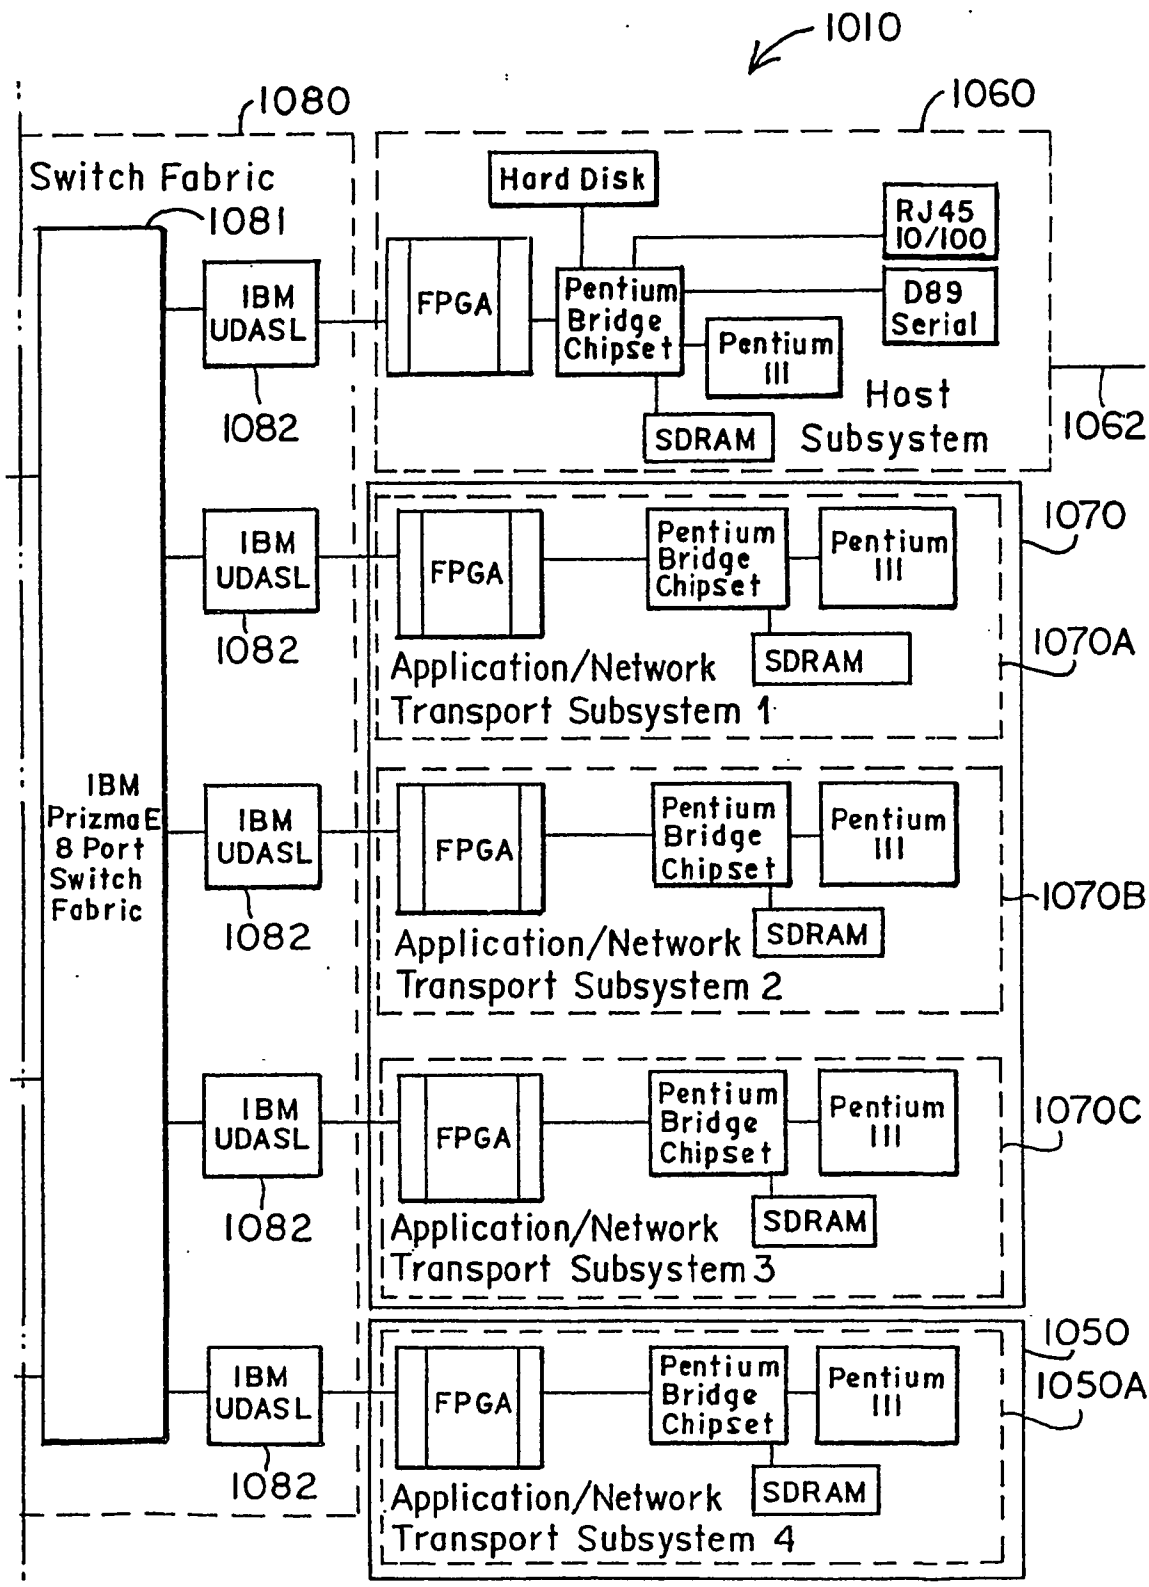 1010
1080
1060
Switch Fabric
1081
Hard Disk
RJ45
10/100
IBM
UDASL
FPGA
Pentium
Bridge
Chipset
D89
Serial
Pentium
III
1082
SDRAM
Host
Subsystem
1062
IBM
UDASL
1082
FPGA
Pentium
Bridge
Chipset
Pentium
III
1070
SDRAM
1070A
Application/Network
Transport Subsystem 1
IBM
PrizmaE
8 Port
Switch
Fabric
IBM
UDASL
1082
FPGA
Pentium
Bridge
Chipset
Pentium
III
1070B
SDRAM
Application/Network
Transport Subsystem 2
IBM
UDASL
1082
FPGA
Pentium
Bridge
Chipset
Pentium
III
1070C
SDRAM
Application/Network
Transport Subsystem 3
IBM
UDASL
1082
FPGA
Pentium
Bridge
Chipset
Pentium
III
1050
1050A
SDRAM
Application/Network
Transport Subsystem 4